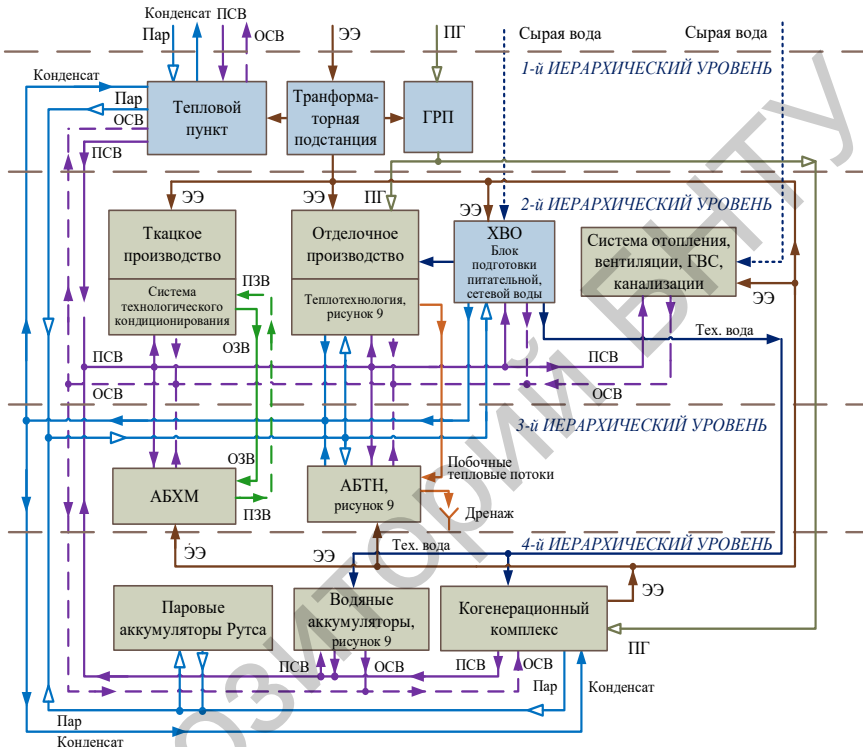 Конденсат
Пар
ПСВ
ОСВ
ЭЭ
ПГ
Сырая вода
Сырая вода
1-й ИЕРАРХИЧЕСКИЙ УРОВЕНЬ
Конденсат
Пар
ОСВ
ПСВ
Тепловой
пункт
Транформа-
торная
подстанция
ГРП
ЭЭ
ЭЭ
ПГ
ЭЭ
2-й ИЕРАРХИЧЕСКИЙ УРОВЕНЬ
Ткацкое
производство
Система
технологического
кондиционирования
Отделочное
производство
Теплотехнология,
рисунок 9
ХВО
Блок
подготовки
питательной,
сетевой воды
Система отопления,
вентиляции, ГВС,
канализации
ЭЭ
ПЗВ
ОЗВ
Тех. вода
ПСВ
ПСВ
ОСВ
ОСВ
3-й ИЕРАРХИЧЕСКИЙ УРОВЕНЬ
ОЗВ
АБХМ
ПЗВ
АБТН,
рисунок 9
Побочные
тепловые потоки
Дренаж
ЭЭ
ЭЭ
Тех. вода
4-й ИЕРАРХИЧЕСКИЙ УРОВЕНЬ
ЭЭ
Паровые
аккумуляторы Рутса
Водяные
аккумуляторы,
рисунок 9
Когенерационный
комплекс
ПГ
ПСВ
ОСВ
ПСВ
ОСВ
Пар
Конденсат
Пар
Конденсат
озиторий БНТУ